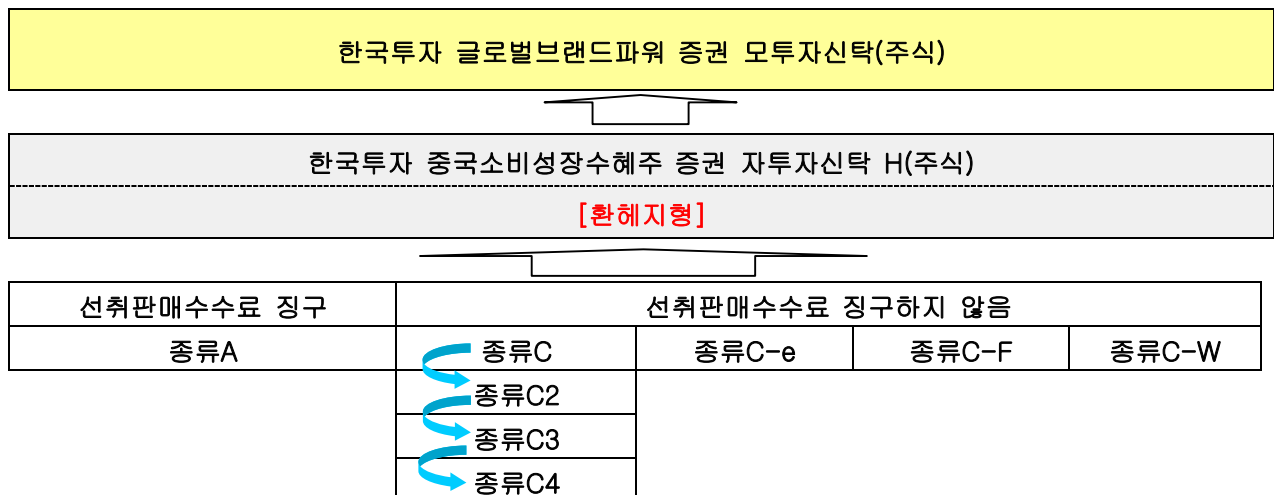 한국투자 글로벌브랜드파워 증권 모투자신탁(주식)
한국투자 중국소비성장수혜주 증권 자투자신탁 H(주식)
[환헤지형]
선취판매수수료 징구 선취판매수수료 징구하지 않음
종류A 종류C 종류C-e 종류C-F 종류C-W
종류C2
종류C3
종류C4